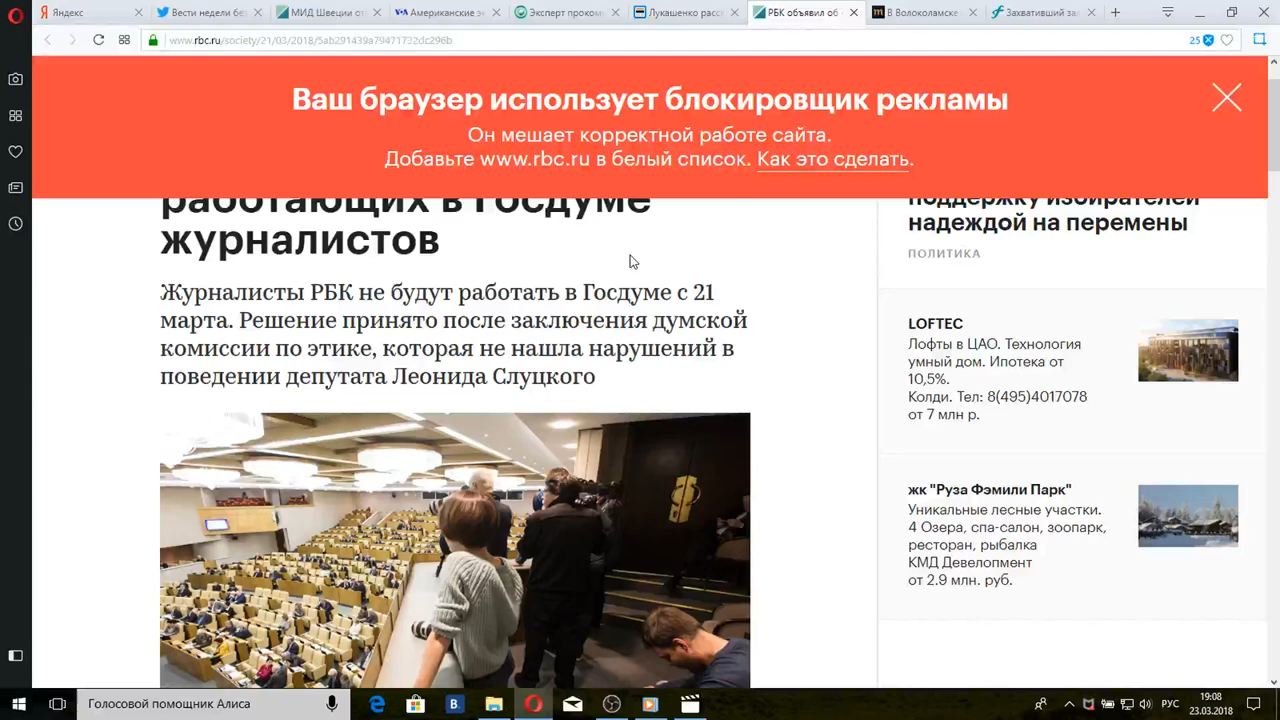 Яндекс
Вести недели без
МИД Швеции от
Американские э
Эксперт прокоми
Лукашенко расс
РБК объявил об
В Волоколамске
Захвативший за
www.rbc.ru/society/21/03/2018/5ab291439a79471732dc296b
25
Ваш браузер использует блокировщик рекламы
Он мешает корректной работе сайта.
Добавьте www.rbc.ru в белый список. Как это сделать.
работающих в Госдуме
журналистов
Журналисты РБК не будут работать в Госдуме с 21
марта. Решение принято после заключения думской
комиссии по этике, которая не нашла нарушений в
поведении депутата Леонида Слуцкого
поддержку избирателей
надеждой на перемены
ПОЛИТИКА
LOFTEC
Лофты в ЦАО. Технология
умный дом. Ипотека от
10,5%.
Колди. Тел: 8(495)4017078
от 7 млн р.
жк "Руза Фэмили Парк"
Уникальные лесные участки.
4 Озера, спа-салон, зоопарк,
ресторан, рыбалка
КМД Девелопмент
от 2.9 млн. руб.
Голосовой помощник Алиса
РУС
19:08
23.03.2018